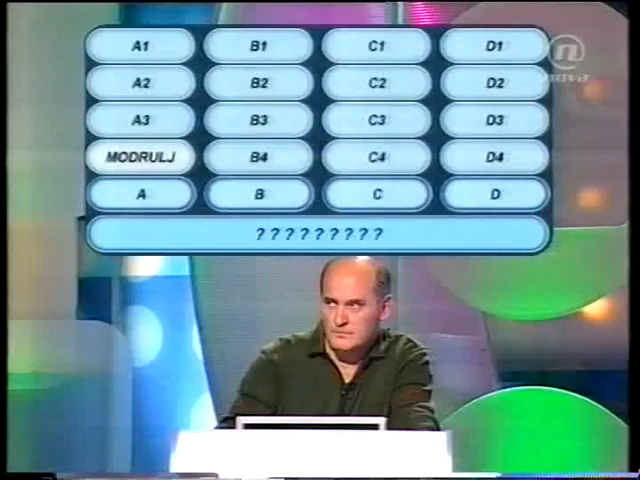 A1 B1 C1 D1
A2 B2 C2 D2
A3 B3 C3 D3
MODRULJ B4 C4 D4
A B C D
?????????
n
nova